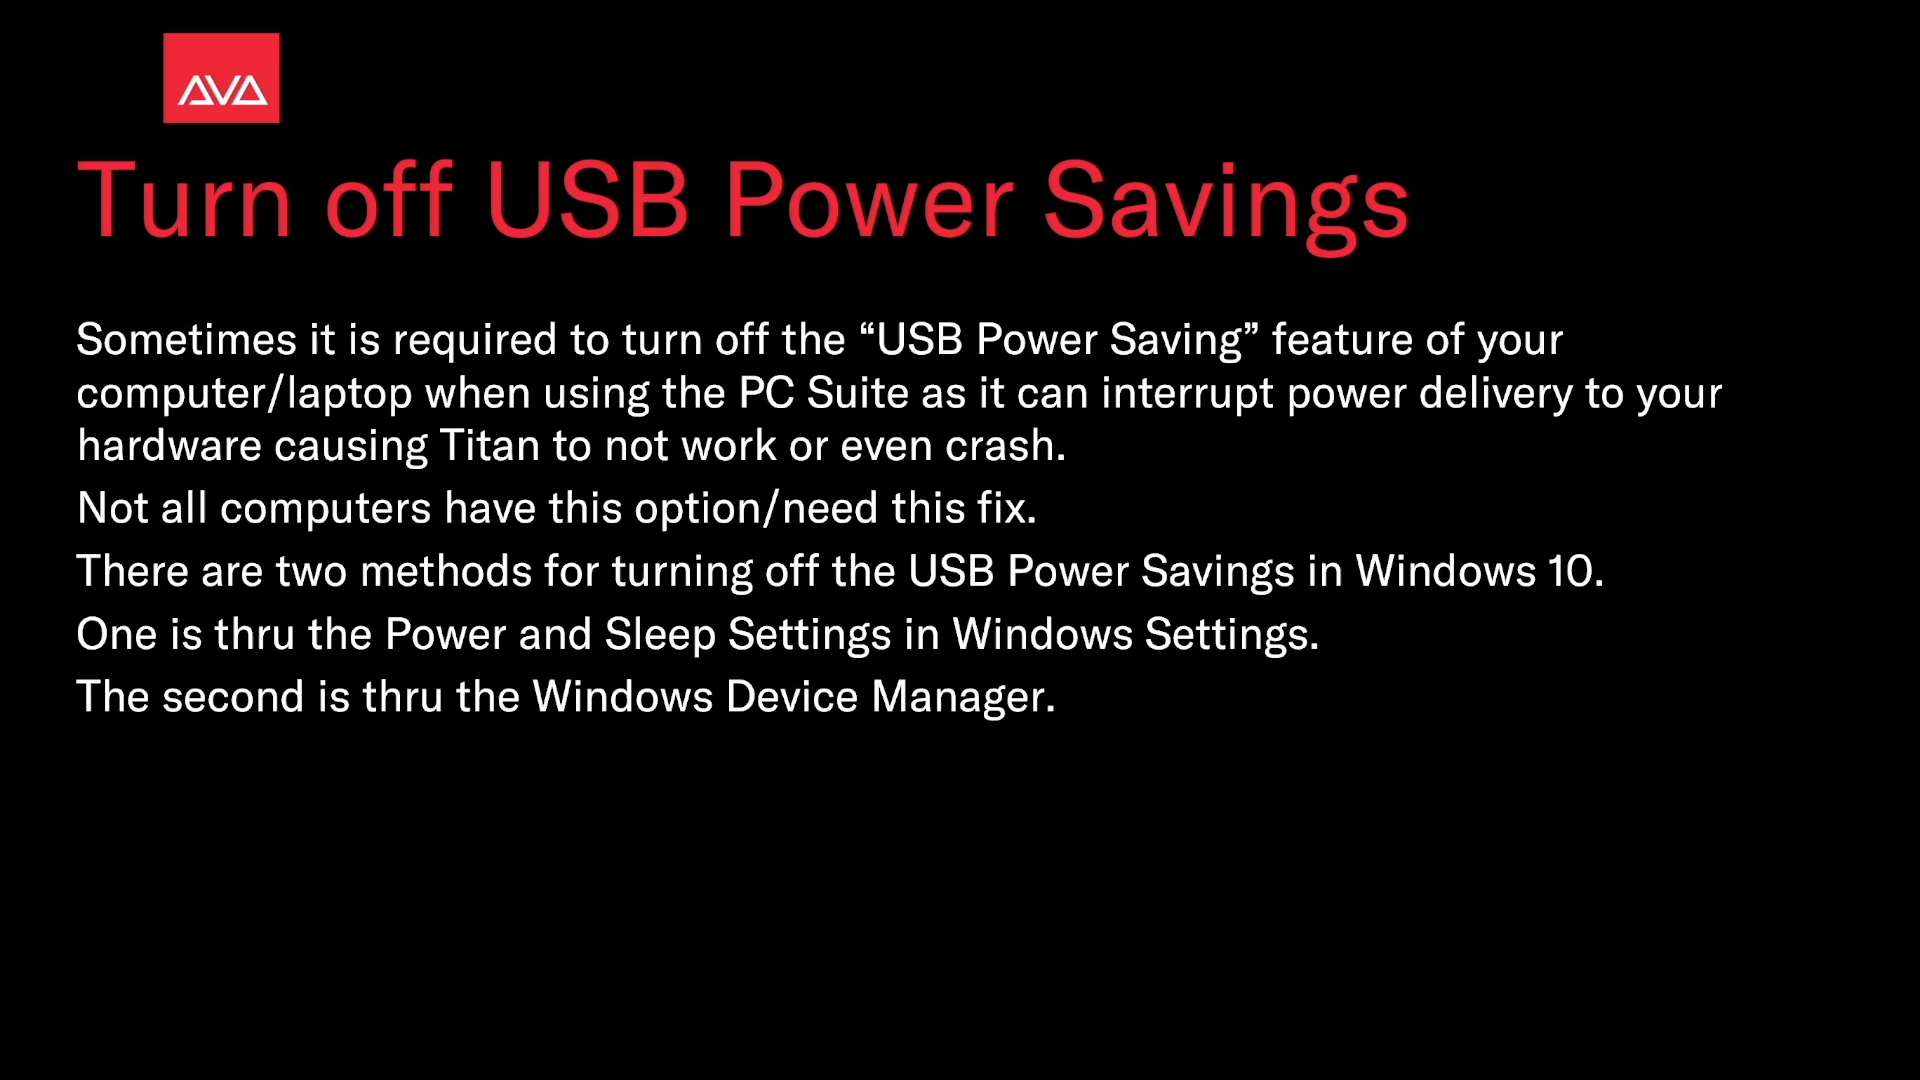 AVA
Turn off USB Power Savings
Sometimes it is required to turn off the “USB Power Saving” feature of your
computer/laptop when using the PC Suite as it can interrupt power delivery to your
hardware causing Titan to not work or even crash.
Not all computers have this option/need this fix.
There are two methods for turning off the USB Power Savings in Windows 10.
One is thru the Power and Sleep Settings in Windows Settings.
The second is thru the Windows Device Manager.